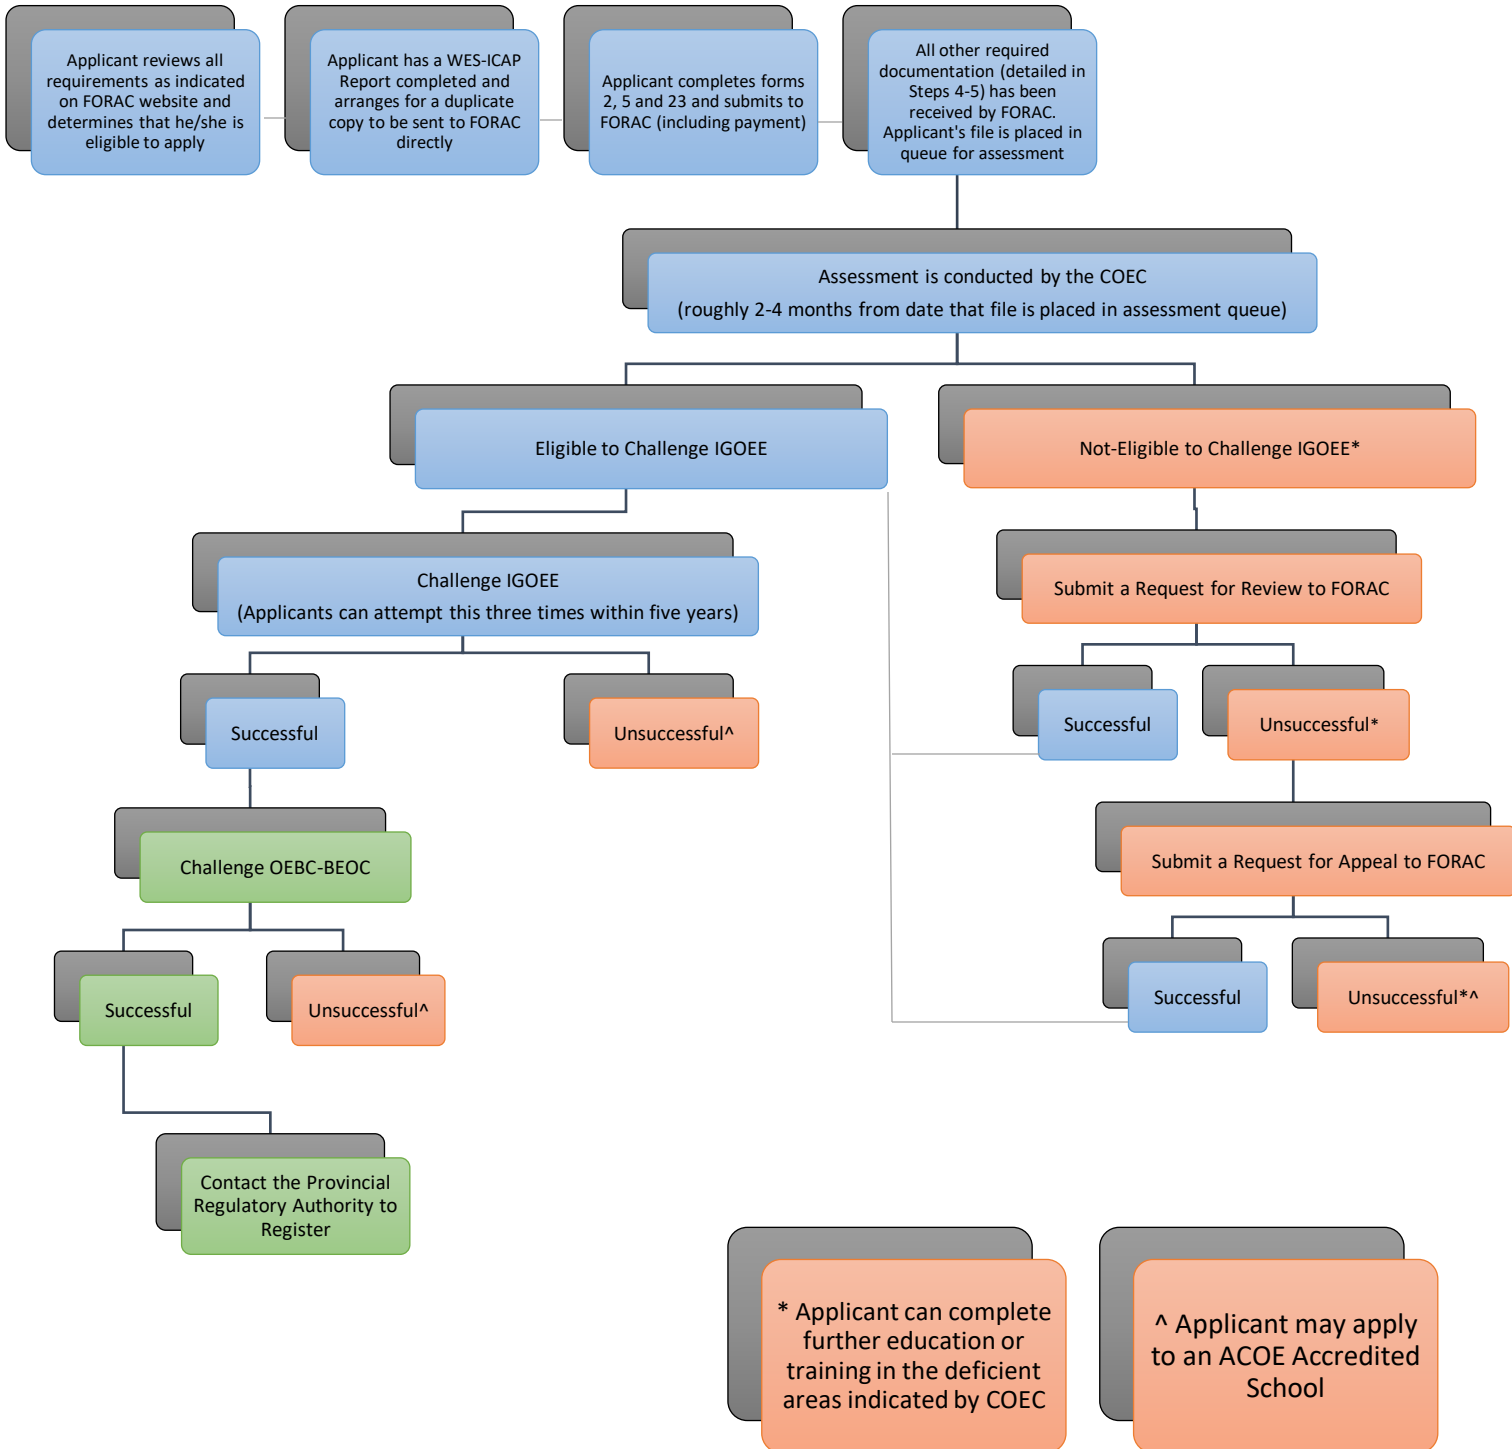 Applicant reviews all
requirements as indicated
on FORAC website and
determines that he/she is
eligible to apply
Applicant has a WES-ICAP
Report completed and
arranges for a duplicate
copy to be sent to FORAC
directly
Applicant completes forms
2, 5 and 23 and submits to
FORAC (including payment)
All other required
documentation (detailed in
Steps 4-5) has been
received by FORAC.
Applicant's file is placed in
queue for assessment
Assessment is conducted by the COEC
(roughly 2-4 months from date that file is placed in assessment queue)
Eligible to Challenge IGOEE
Not-Eligible to Challenge IGOEE*
Challenge IGOEE
(Applicants can attempt this three times within five years)
Submit a Request for Review to FORAC
Successful
Unsuccessful^
Successful
Unsuccessful*
Challenge OEBC-BEOC
Submit a Request for Appeal to FORAC
Successful
Unsuccessful^
Successful
Unsuccessful*^
Contact the Provincial
Regulatory Authority to
Register
* Applicant can complete
further education or
training in the deficient
areas indicated by COEC
^ Applicant may apply
to an ACOE Accredited
School